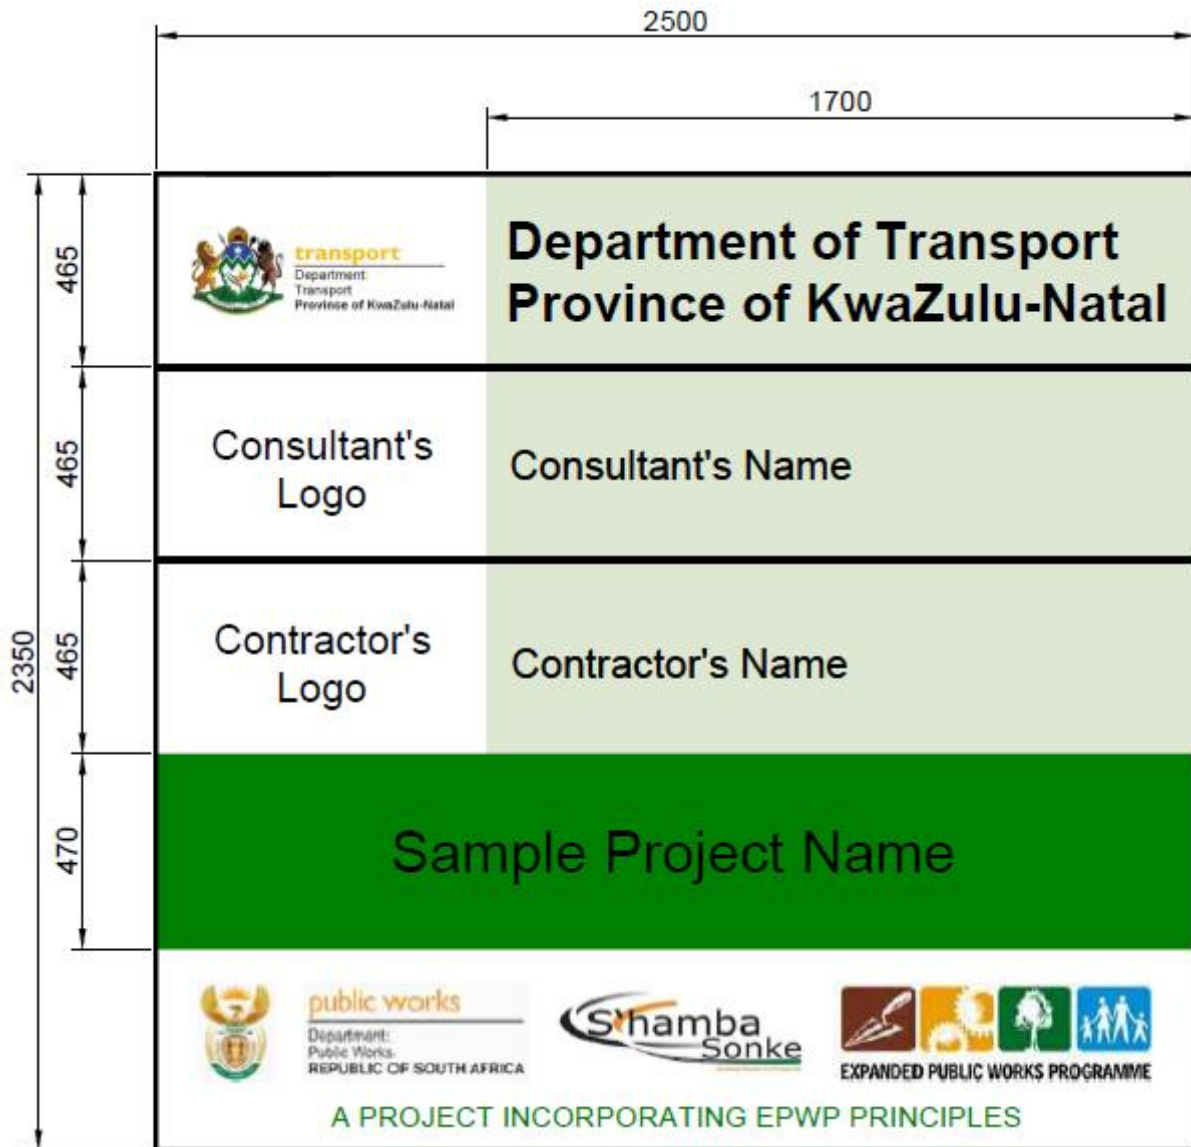 2500
1700
465
transport
Department
Transport
Province of KwaZulu-Natal
Department of Transport
Province of KwaZulu-Natal
465
Consultant's
Logo
Consultant's Name
2350
465
Contractor's
Logo
Contractor's Name
470
Sample Project Name
public works
Department:
Public Works
REPUBLIC OF SOUTH AFRICA
S'hamba
Sonke
EXPANDED PUBLIC WORKS PROGRAMME
A PROJECT INCORPORATING EPWP PRINCIPLES